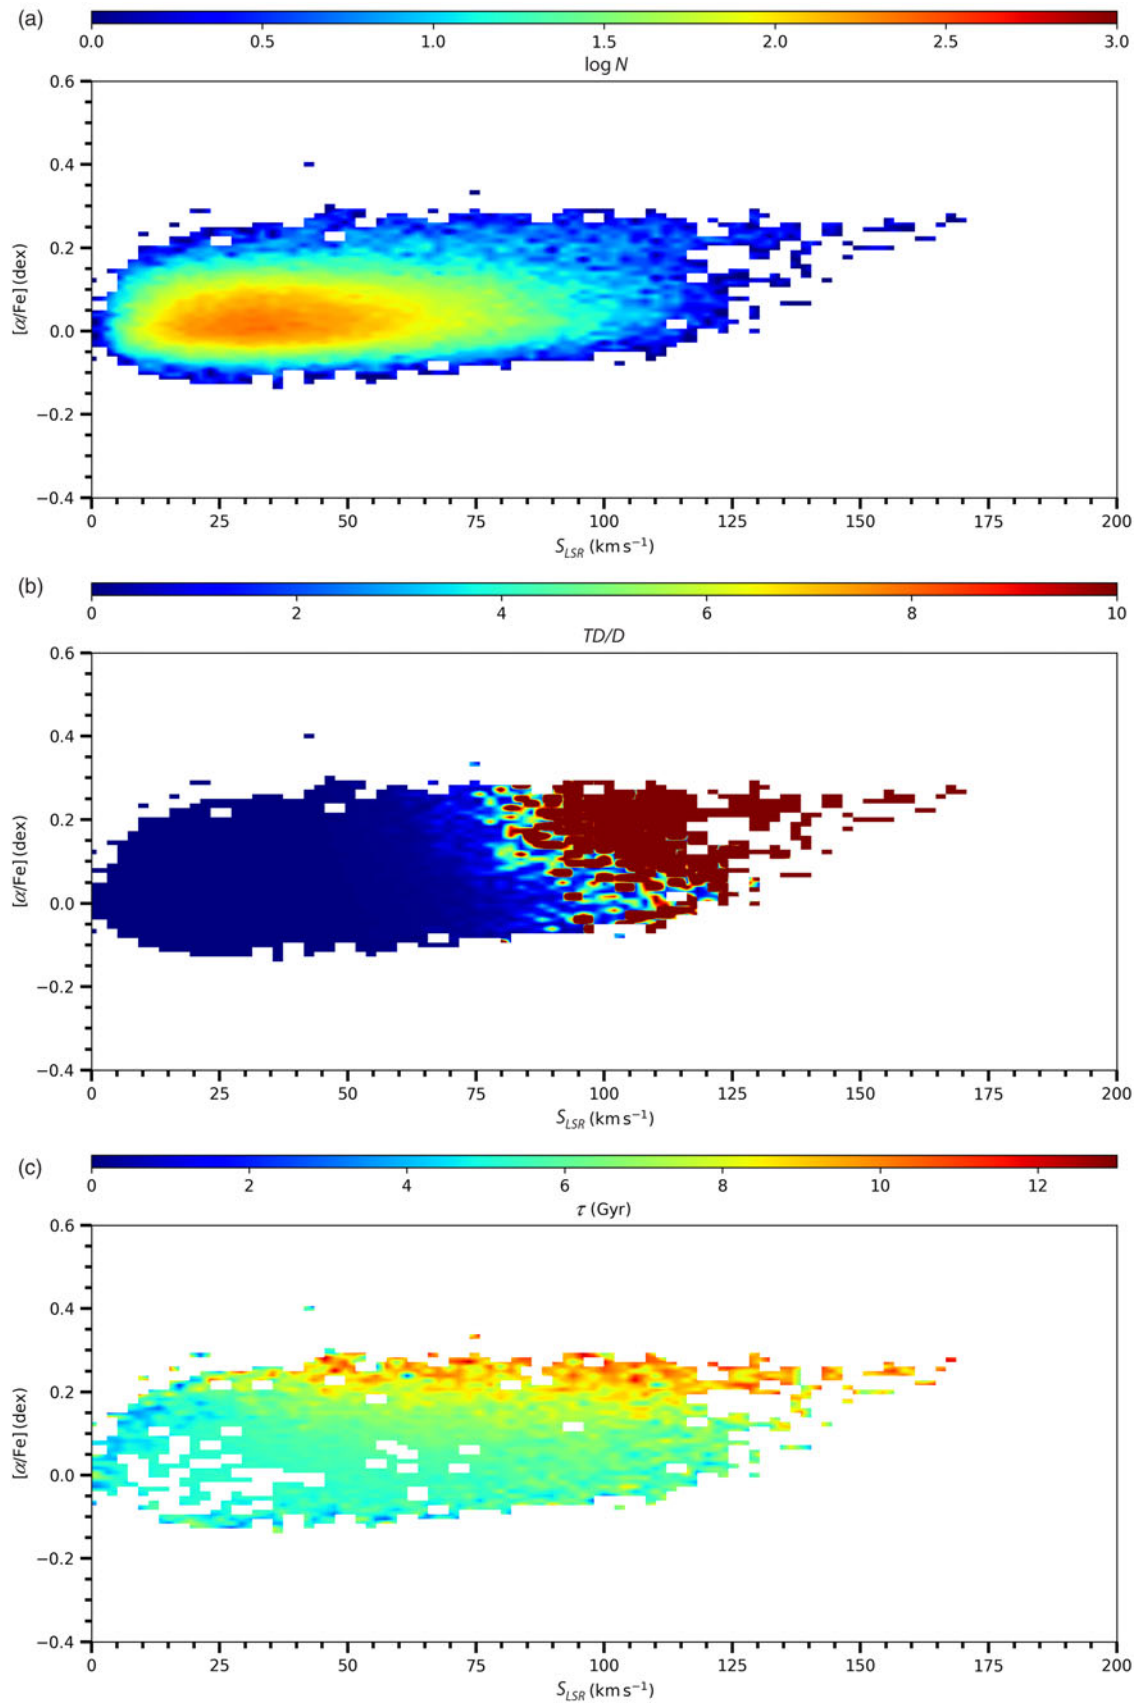 (a)
0.0 0.5 1.0 1.5 2.0 2.5 3.0
log N
0.6
0.4
0.2
0.0
−0.2
−0.4
[α/Fe] (dex)
0 25 50 75 100 125 150 175 200
S_LSR (km s⁻¹)
(b)
0 2 4 6 8 10
TD/D
0.6
0.4
0.2
0.0
−0.2
−0.4
[α/Fe] (dex)
0 25 50 75 100 125 150 175 200
S_LSR (km s⁻¹)
(c)
0 2 4 6 8 10 12
τ (Gyr)
0.6
0.4
0.2
0.0
−0.2
−0.4
[α/Fe] (dex)
0 25 50 75 100 125 150 175 200
S_LSR (km s⁻¹)